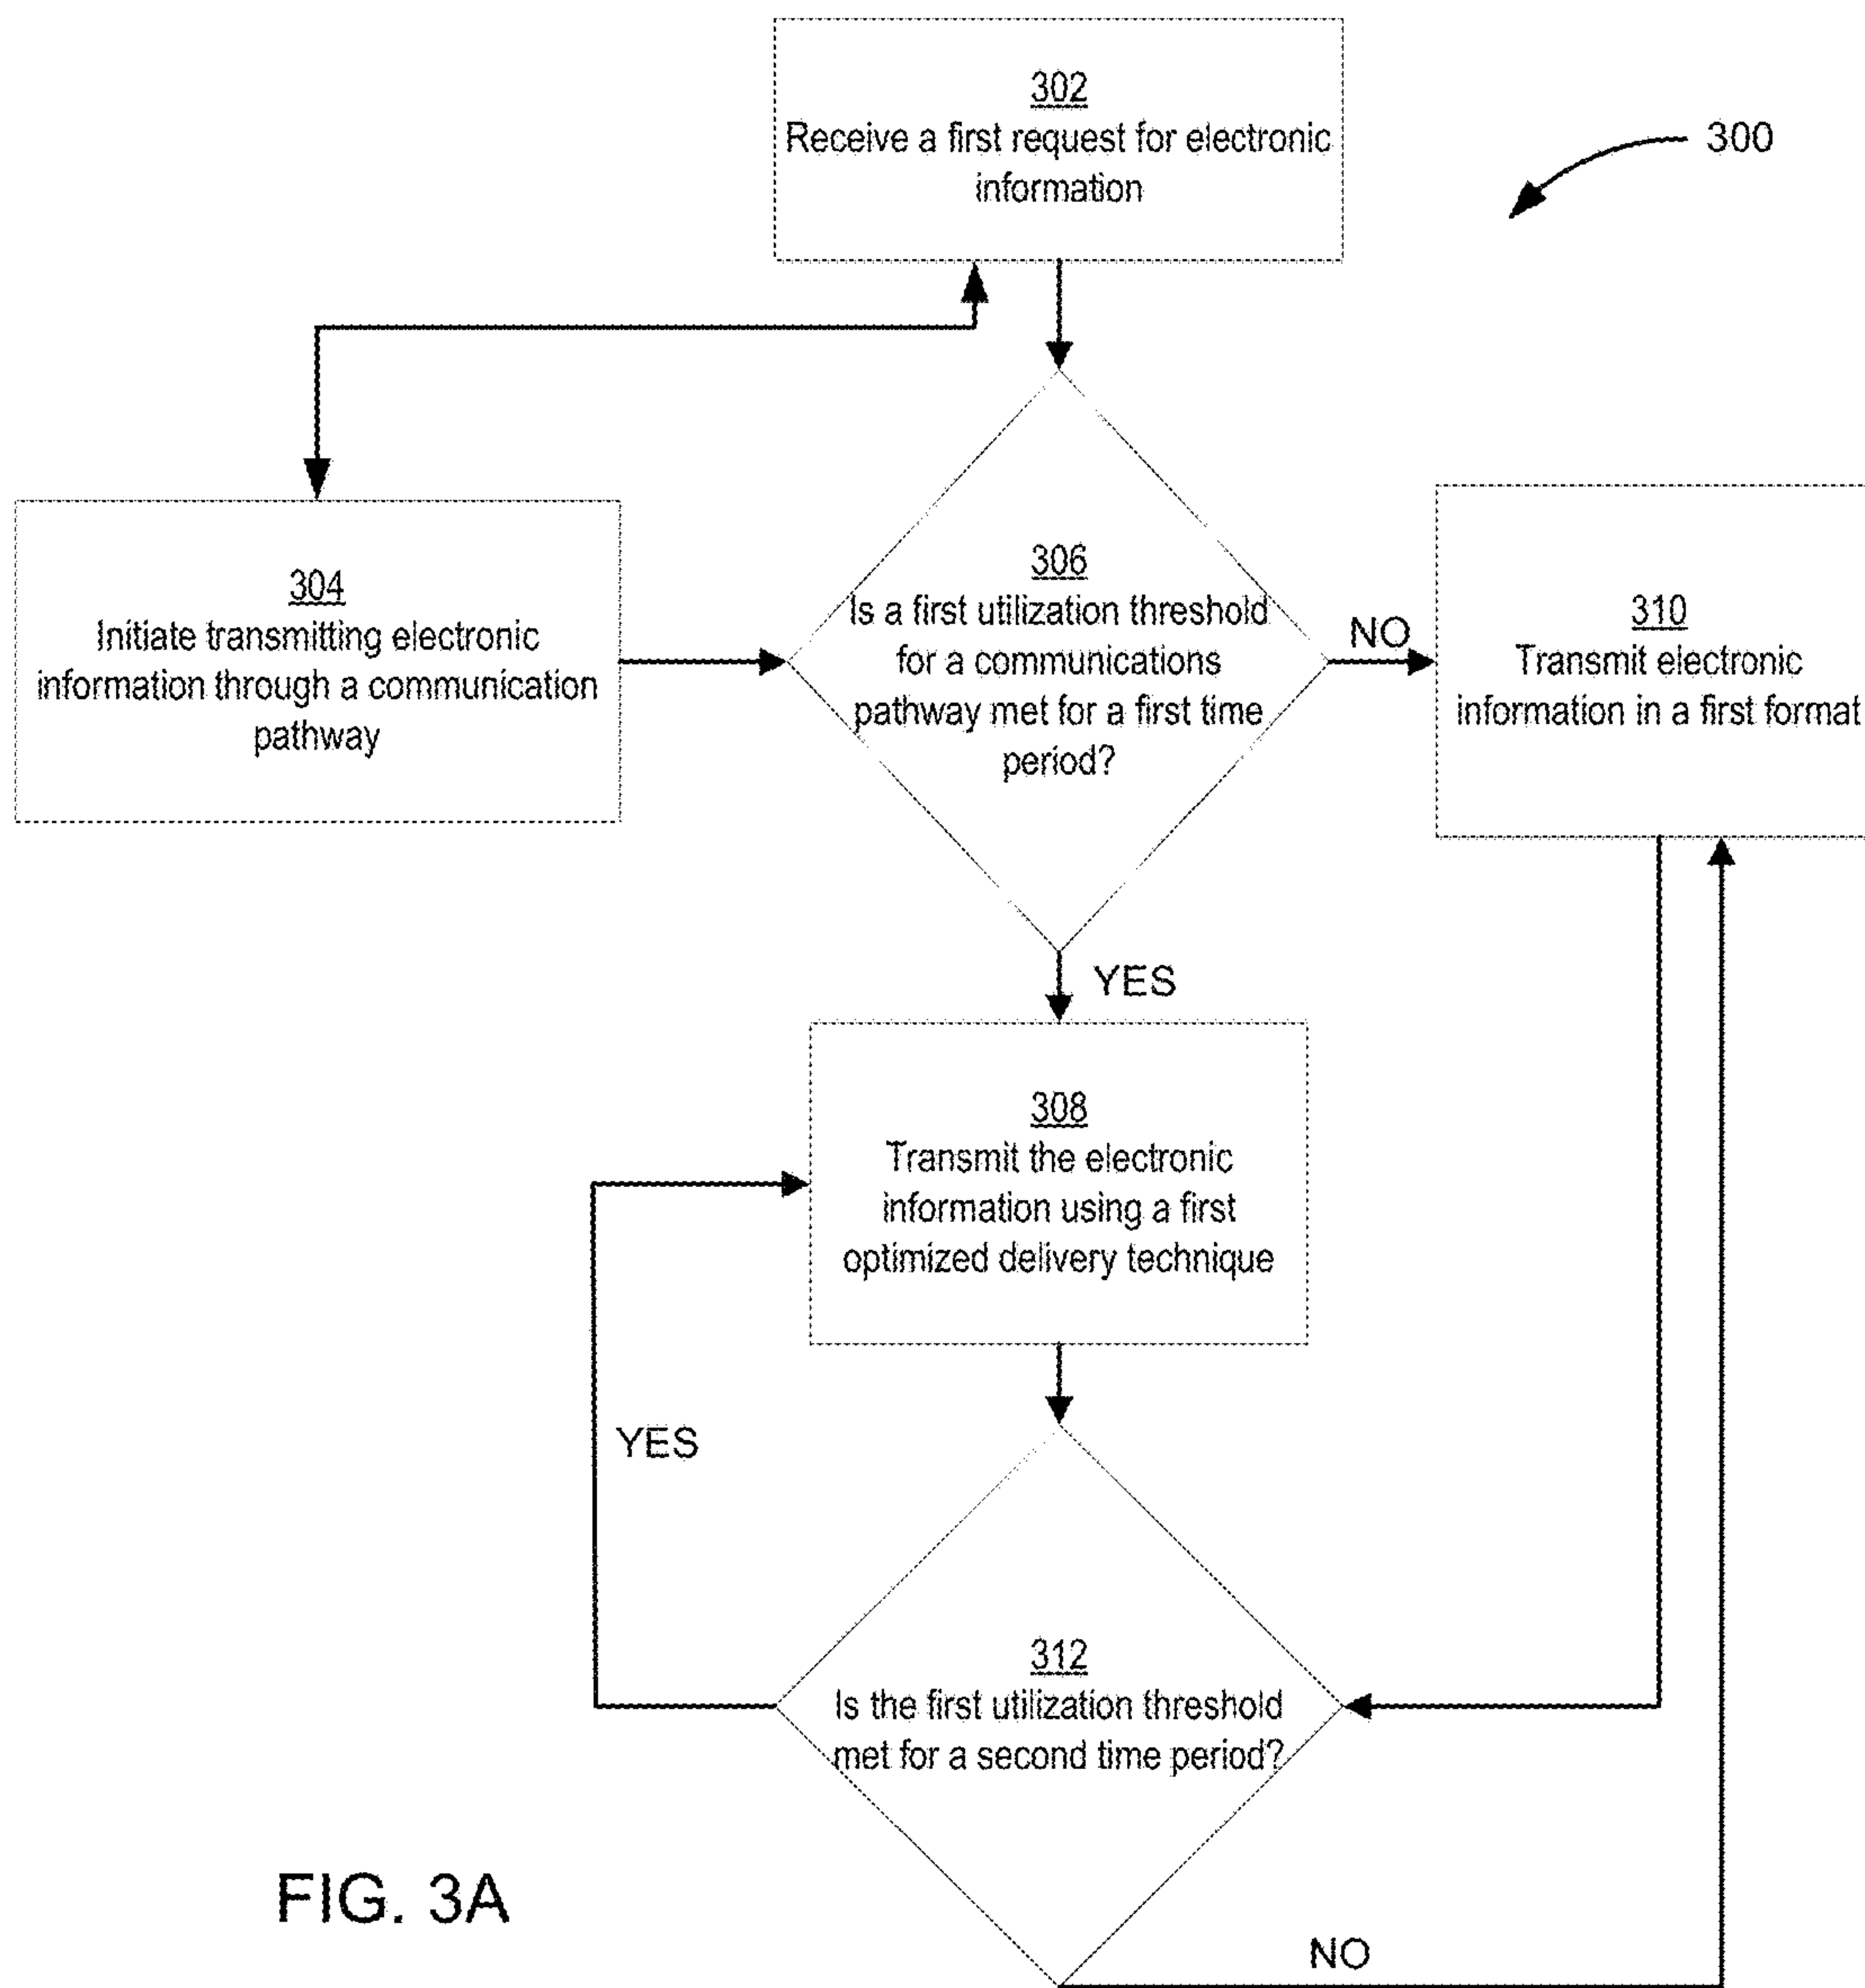 302
Receive a first request for electronic
information
300
304
Initiate transmitting electronic
information through a communication
pathway
306
Is a first utilization threshold
for a communications
pathway met for a first time
period?
NO
310
Transmit electronic
information in a first format
YES
308
Transmit the electronic
information using a first
optimized delivery technique
YES
312
Is the first utilization threshold
met for a second time period?
NO
FIG. 3A